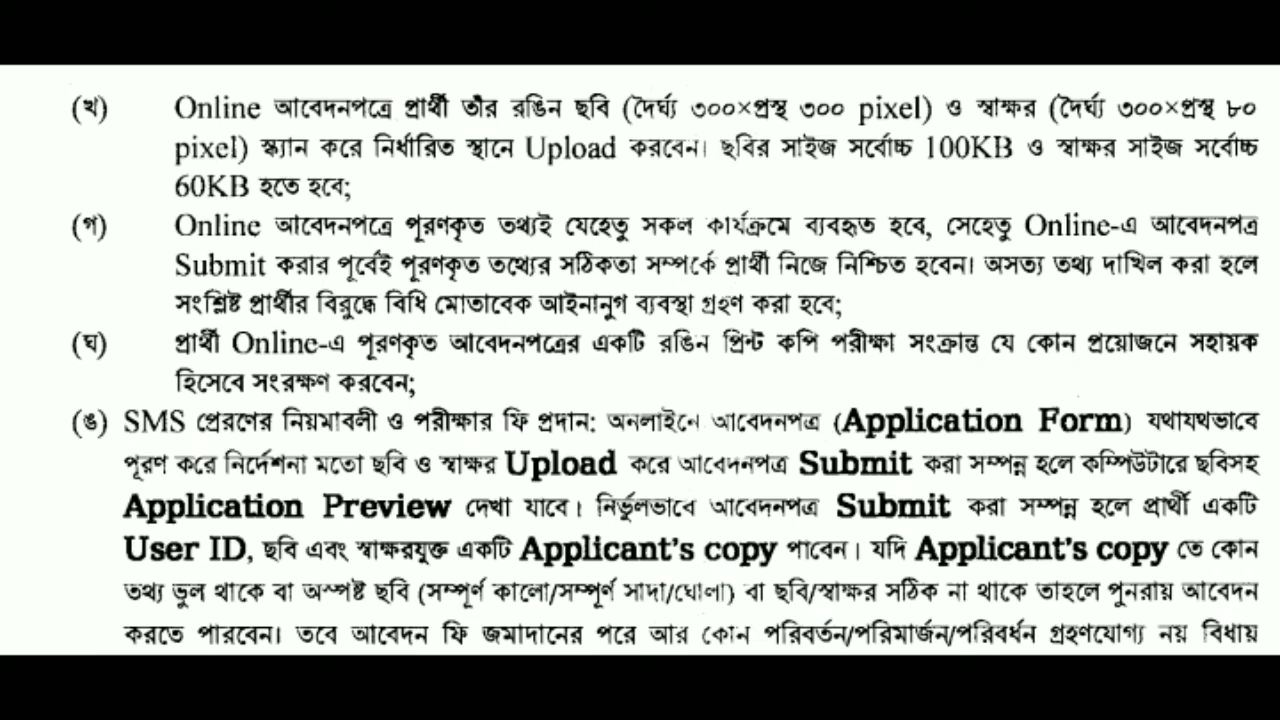 (খ) Online আবেদনপত্রে প্রার্থী তাঁর রঙিন ছবি (দৈর্ঘ্য ৩০০×প্রস্থ ৩০০ pixel) ও স্বাক্ষর (দৈর্ঘ্য ৩০০×প্রস্থ ৮০
pixel) স্ক্যান করে নির্ধারিত স্থানে Upload করবেন। ছবির সাইজ সর্বোচ্চ 100KB ও স্বাক্ষর সাইজ সর্বোচ্চ
60KB হতে হবে;
(গ) Online আবেদনপত্রে পূরণকৃত তথ্যই যেহেতু সকল কার্যক্রমে ব্যবহৃত হবে, সেহেতু Online-এ আবেদনপত্র
Submit করার পূর্বেই পূরণকৃত তথ্যের সঠিকতা সম্পর্কে প্রার্থী নিজে নিশ্চিত হবেন। অসত্য তথ্য দাখিল করা হলে
সংশ্লিষ্ট প্রার্থীর বিরুদ্ধে বিধি মোতাবেক আইনানুগ ব্যবস্থা গ্রহণ করা হবে;
(ঘ) প্রার্থী Online-এ পূরণকৃত আবেদনপত্রের একটি রঙিন প্রিন্ট কপি পরীক্ষা সংক্রান্ত যে কোন প্রয়োজনে সহায়ক
হিসেবে সংরক্ষণ করবেন;
(ঙ) SMS প্রেরণের নিয়মাবলী ও পরীক্ষার ফি প্রদান: অনলাইনে আবেদনপত্র (Application Form) যথাযথভাবে
পূরণ করে নির্দেশনা মতো ছবি ও স্বাক্ষর Upload করে আবেদনপত্র Submit করা সম্পন্ন হলে কম্পিউটারে ছবিসহ
Application Preview দেখা যাবে। নির্ভুলভাবে আবেদনপত্র Submit করা সম্পন্ন হলে প্রার্থী একটি
User ID, ছবি এবং স্বাক্ষরযুক্ত একটি Applicant's copy পাবেন। যদি Applicant's copy তে কোন
তথ্য ভুল থাকে বা অস্পষ্ট ছবি (সম্পূর্ণ কালো/সম্পূর্ণ সাদা/ঘোলা) বা ছবি/স্বাক্ষর সঠিক না থাকে তাহলে পুনরায় আবেদন
করতে পারবেন। তবে আবেদন ফি জমাদানের পরে আর কোন পরিবর্তন/পরিমার্জন/পরিবর্ধন গ্রহণযোগ্য নয় বিধায়